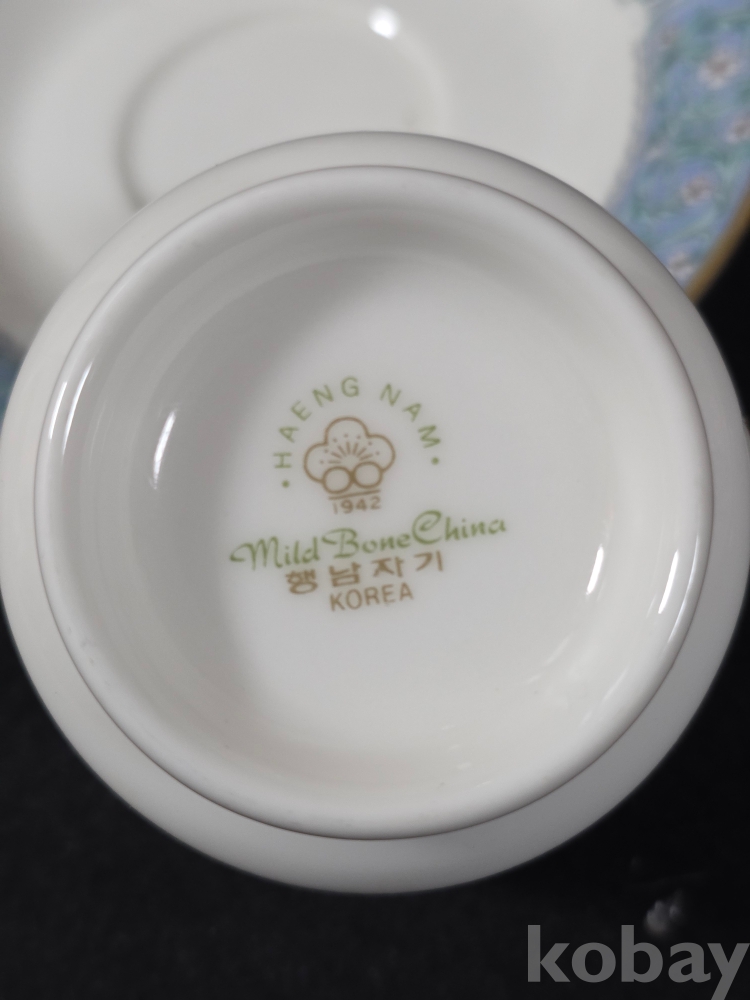 · HAENG NAM ·
1942
Mild Bone China
행남자기
KOREA
kobay